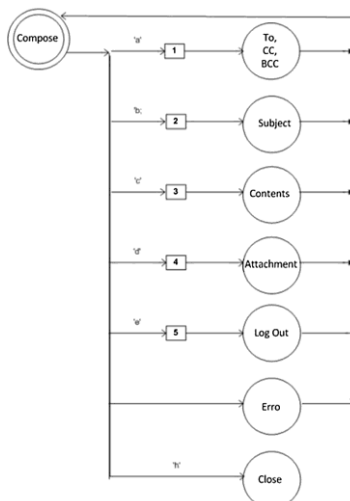 Compose
'a'
1
To,
CC,
BCC
'b;
2
Subject
'c'
3
Contents
'd'
4
Attachment
'e'
5
Log Out
Erro
'h'
Close